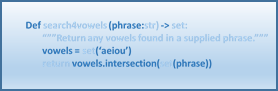 Def search4vowels (phrase:str) -> set:
"""Return any vowels found in a supplied phrase."""
vowels = set('aeiou')
return vowels.intersection(set(phrase))